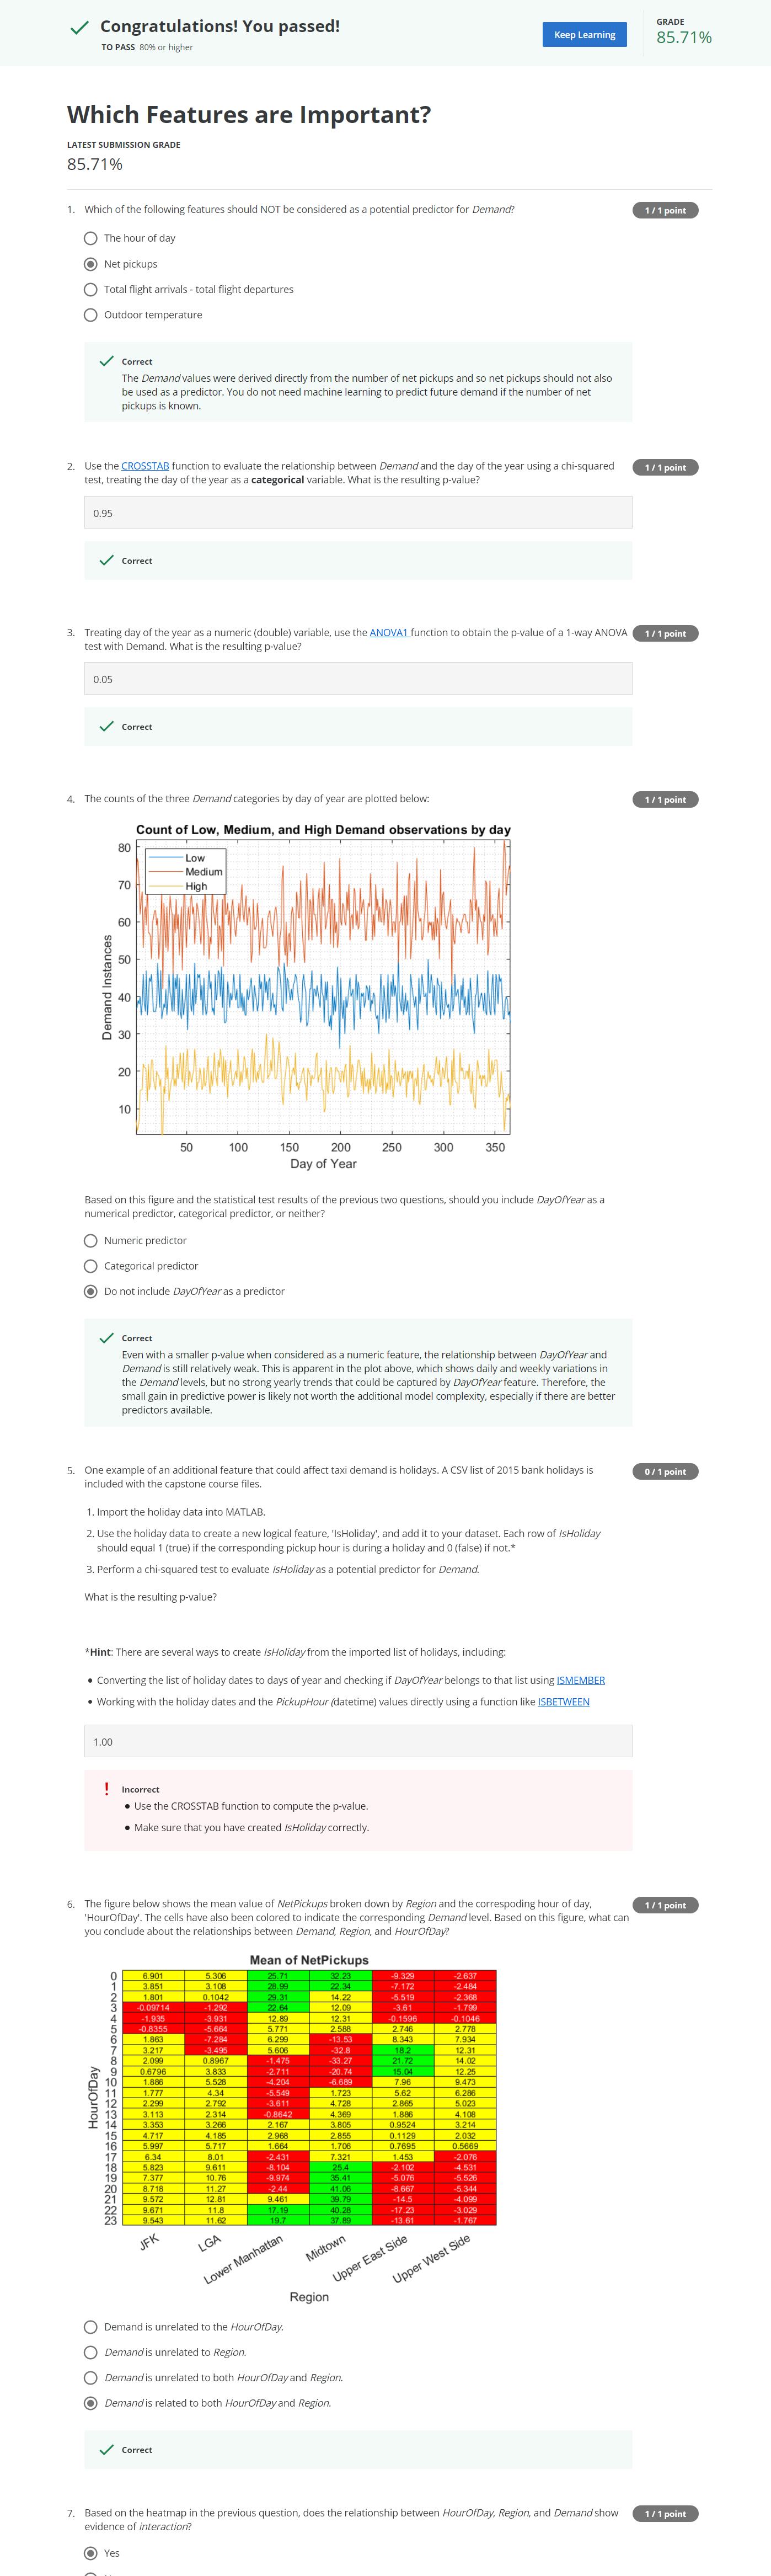 Congratulations! You passed!
TO PASS 80% or higher
Keep Learning
GRADE
85.71%
Which Features are Important?
LATEST SUBMISSION GRADE
85.71%
1. Which of the following features should NOT be considered as a potential predictor for Demand?
1 / 1 point
The hour of day
Net pickups
Total flight arrivals - total flight departures
Outdoor temperature
Correct
The Demand values were derived directly from the number of net pickups and so net pickups should not also
be used as a predictor. You do not need machine learning to predict future demand if the number of net
pickups is known.
2. Use the CROSSTAB function to evaluate the relationship between Demand and the day of the year using a chi-squared
test, treating the day of the year as a categorical variable. What is the resulting p-value?
1 / 1 point
0.95
Correct
3. Treating day of the year as a numeric (double) variable, use the ANOVA1 function to obtain the p-value of a 1-way ANOVA
test with Demand. What is the resulting p-value?
1 / 1 point
0.05
Correct
4. The counts of the three Demand categories by day of year are plotted below:
1 / 1 point
Count of Low, Medium, and High Demand observations by day
Low
Medium
High
80
70
60
50
40
30
20
10
Demand Instances
50 100 150 200 250 300 350
Day of Year
Based on this figure and the statistical test results of the previous two questions, should you include DayOfYear as a
numerical predictor, categorical predictor, or neither?
Numeric predictor
Categorical predictor
Do not include DayOfYear as a predictor
Correct
Even with a smaller p-value when considered as a numeric feature, the relationship between DayOfYear and
Demand is still relatively weak. This is apparent in the plot above, which shows daily and weekly variations in
the Demand levels, but no strong yearly trends that could be captured by DayOfYear feature. Therefore, the
small gain in predictive power is likely not worth the additional model complexity, especially if there are better
predictors available.
5. One example of an additional feature that could affect taxi demand is holidays. A CSV list of 2015 bank holidays is
included with the capstone course files.
0 / 1 point
1. Import the holiday data into MATLAB.
2. Use the holiday data to create a new logical feature, 'IsHoliday', and add it to your dataset. Each row of IsHoliday
should equal 1 (true) if the corresponding pickup hour is during a holiday and 0 (false) if not.*
3. Perform a chi-squared test to evaluate IsHoliday as a potential predictor for Demand.
What is the resulting p-value?
*Hint: There are several ways to create IsHoliday from the imported list of holidays, including:
• Converting the list of holiday dates to days of year and checking if DayOfYear belongs to that list using ISMEMBER
• Working with the holiday dates and the PickupHour (datetime) values directly using a function like ISBETWEEN
1.00
! Incorrect
• Use the CROSSTAB function to compute the p-value.
• Make sure that you have created IsHoliday correctly.
6. The figure below shows the mean value of NetPickups broken down by Region and the correspoding hour of day,
'HourOfDay'. The cells have also been colored to indicate the corresponding Demand level. Based on this figure, what can
you conclude about the relationships between Demand, Region, and HourOfDay?
1 / 1 point
Mean of NetPickups
HourOfDay
0 6.901 5.306 25.71 32.23 -9.329 -2.637
1 3.851 3.108 28.99 22.34 -7.172 -2.484
2 1.801 0.1042 29.31 14.22 -5.519 -2.368
3 -0.09714 -1.292 22.64 12.09 -3.61 -1.799
4 -1.935 -3.931 12.89 12.31 -0.1596 -0.1046
5 -0.8355 -5.664 5.771 2.588 2.746 2.778
6 1.863 -7.284 6.299 -13.53 8.343 7.934
7 3.217 -3.495 5.606 -32.8 18.2 12.31
8 2.099 0.8967 -1.475 -33.27 21.72 14.02
9 0.6796 3.833 -2.711 -20.74 15.04 12.25
10 1.886 5.528 -4.204 -6.689 7.96 9.473
11 1.777 4.34 -5.549 1.723 5.62 6.286
12 2.299 2.792 -3.611 4.728 2.865 5.023
13 3.113 2.314 -0.8642 4.369 1.886 4.108
14 3.353 3.266 2.167 3.805 0.9524 3.214
15 4.717 4.185 2.968 2.855 0.1129 2.032
16 5.997 5.717 1.664 1.706 0.7695 0.5669
17 6.34 8.01 -2.431 7.321 1.453 -2.076
18 5.823 9.611 -8.104 25.4 -2.102 -4.531
19 7.377 10.76 -9.974 35.41 -5.076 -5.526
20 8.718 11.27 -2.44 41.06 -8.667 -5.344
21 9.572 12.81 9.461 39.79 -14.5 -4.099
22 9.671 11.8 17.19 40.28 -17.23 -3.029
23 9.543 11.62 19.7 37.89 -13.61 -1.767
JFK LGA Lower Manhattan Midtown Upper East Side Upper West Side
Region
Demand is unrelated to the HourOfDay.
Demand is unrelated to Region.
Demand is unrelated to both HourOfDay and Region.
Demand is related to both HourOfDay and Region.
Correct
7. Based on the heatmap in the previous question, does the relationship between HourOfDay, Region, and Demand show
evidence of interaction?
1 / 1 point
Yes